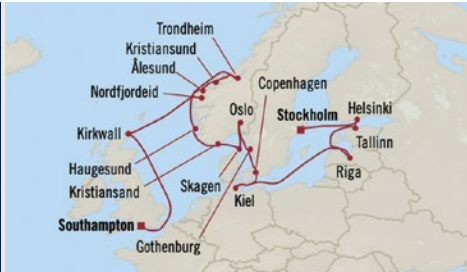 Trondheim
Kristiansund
Ålesund
Nordfjordeid
Copenhagen
Oslo
Stockholm
Helsinki
Kirkwall
Tallinn
Haugesund
Riga
Kristiansand
Skagen
Kiel
Southampton
Gothenburg